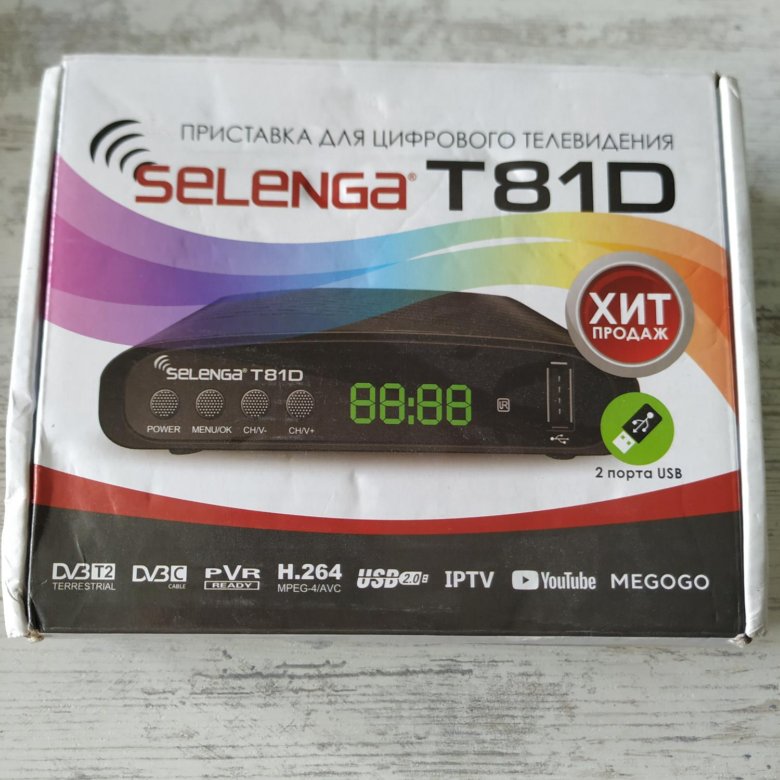 ПРИСТАВКА ДЛЯ ЦИФРОВОГО ТЕЛЕВИДЕНИЯ
SELENGA® T81D
ХИТ
ПРОДАЖ
SELENGA® T81D
88:88
IR
POWER MENU/OK CH/V- CH/V+
2 порта USB
DVB T2
TERRESTRIAL
DVB C
CABLE
PVR
READY
H.264
MPEG-4/AVC
USB 2.0
IPTV
YouTube
MEGOGO